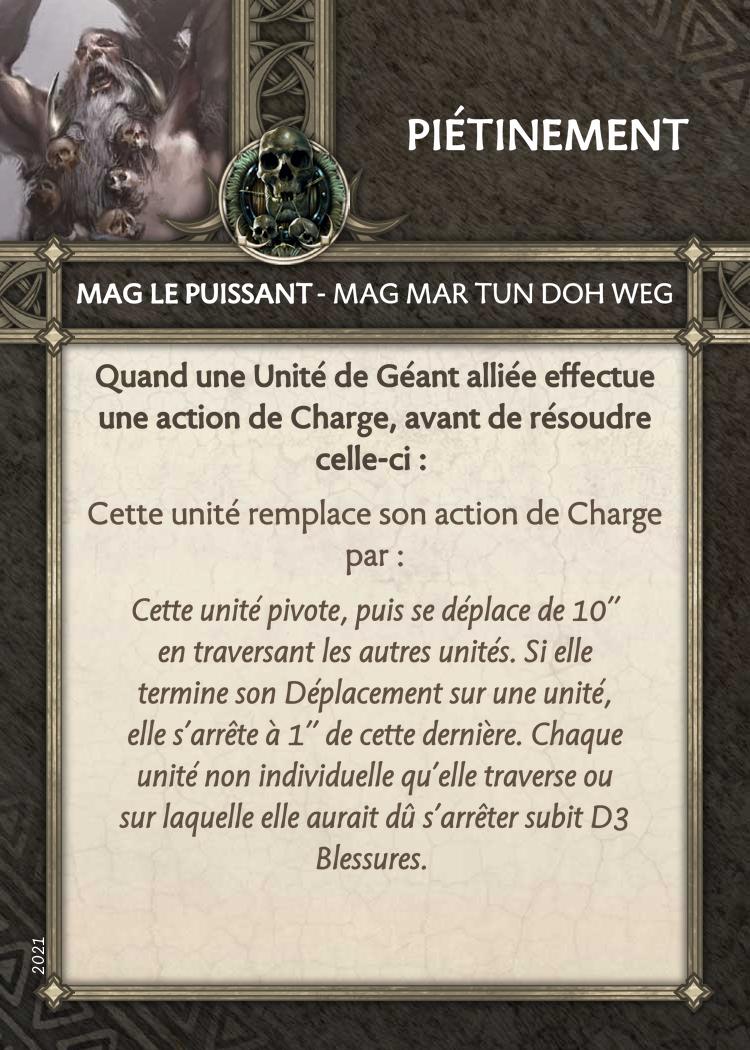 PIÉTINEMENT
MAG LE PUISSANT - MAG MAR TUN DOH WEG
Quand une Unité de Géant alliée effectue
une action de Charge, avant de résoudre
celle-ci :
Cette unité remplace son action de Charge
par :
Cette unité pivote, puis se déplace de 10”
en traversant les autres unités. Si elle
termine son Déplacement sur une unité,
elle s’arrête à 1” de cette dernière. Chaque
unité non individuelle qu’elle traverse ou
sur laquelle elle aurait dû s’arrêter subit D3
Blessures.
2021